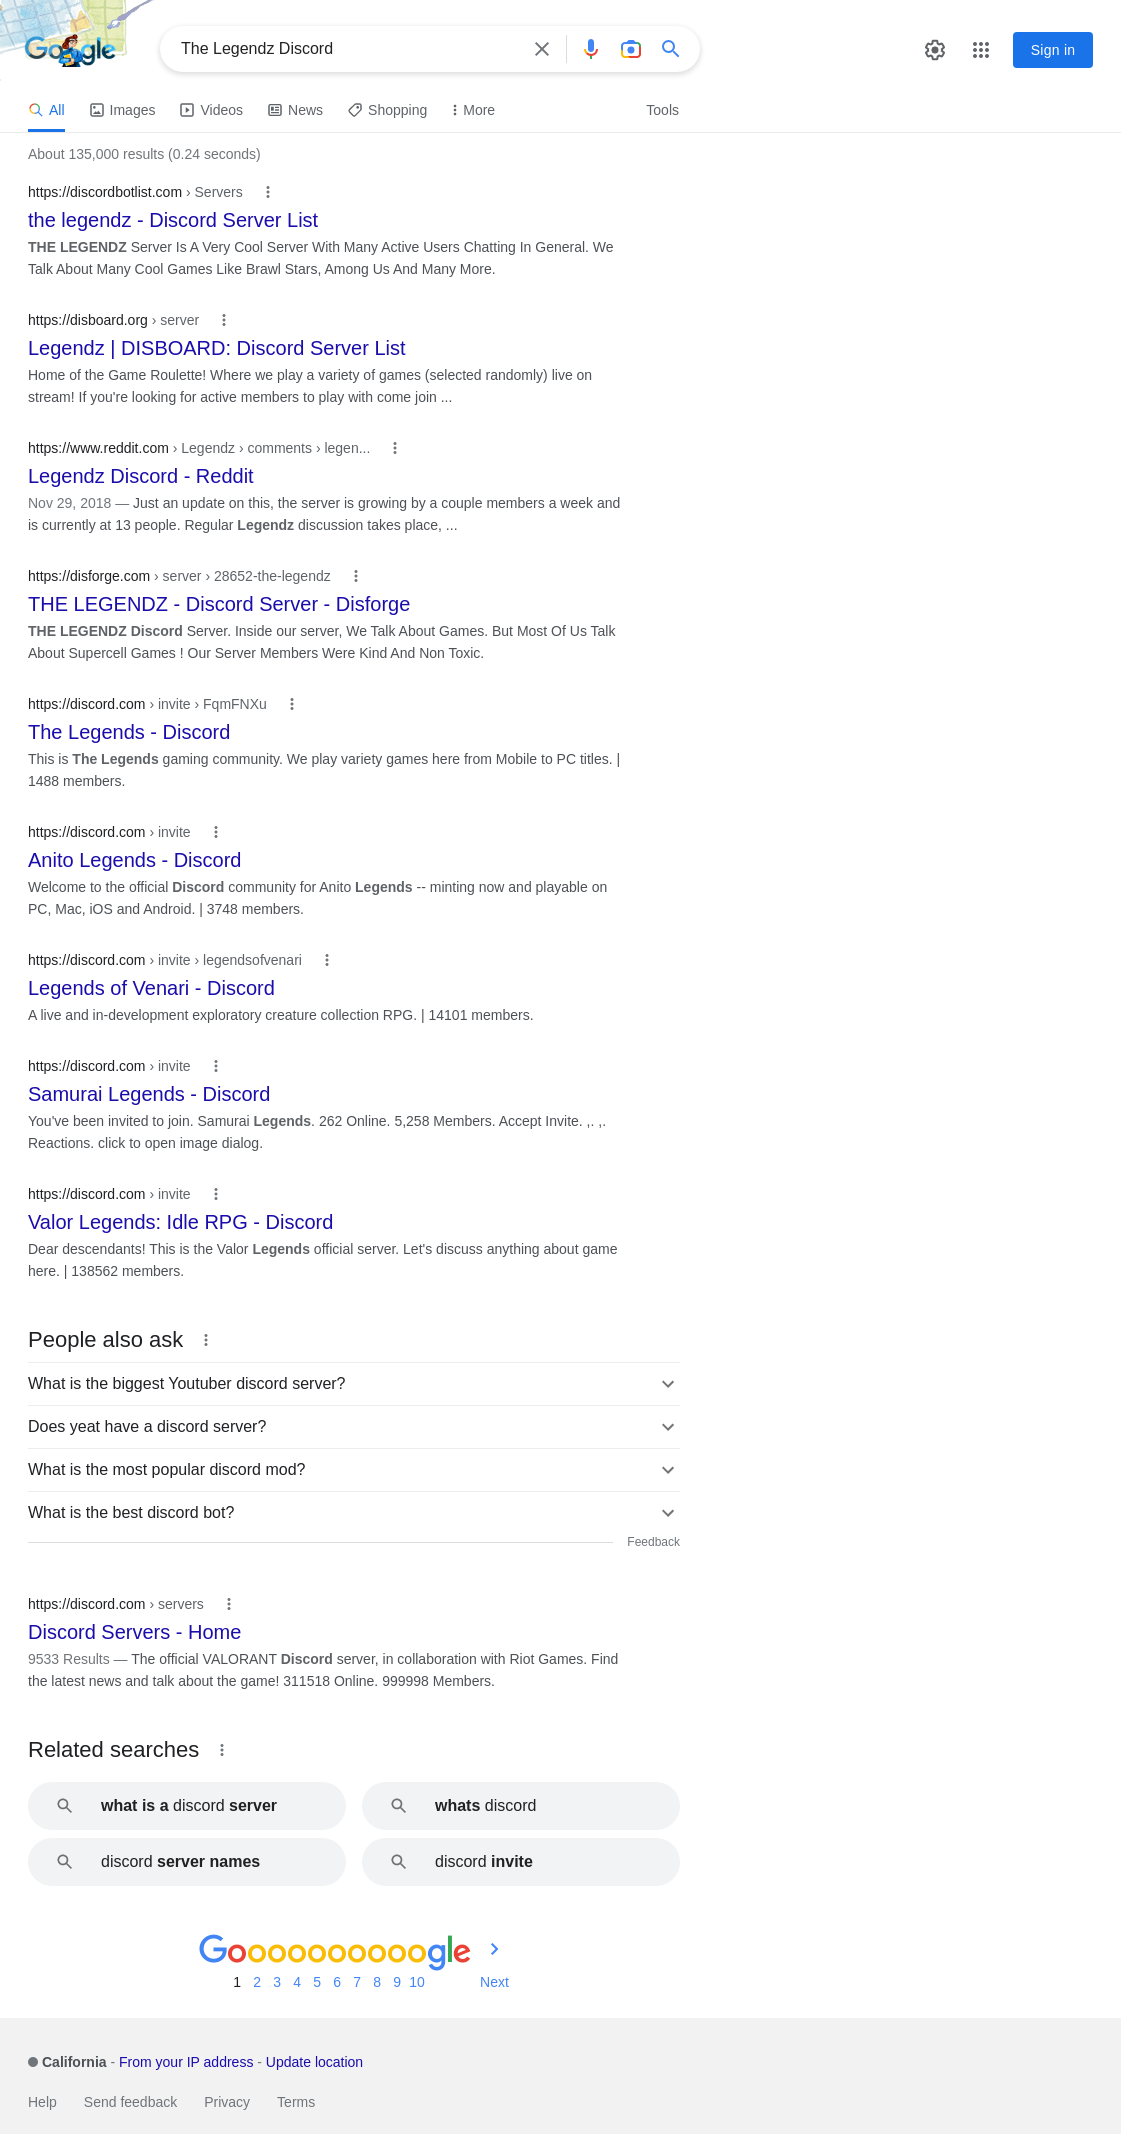 Google
The Legendz Discord
Sign in
All Images Videos News Shopping More Tools
About 135,000 results (0.24 seconds)
https://discordbotlist.com › Servers
the legendz - Discord Server List
THE LEGENDZ Server Is A Very Cool Server With Many Active Users Chatting In General. We
Talk About Many Cool Games Like Brawl Stars, Among Us And Many More.
https://disboard.org › server
Legendz | DISBOARD: Discord Server List
Home of the Game Roulette! Where we play a variety of games (selected randomly) live on
stream! If you're looking for active members to play with come join ...
https://www.reddit.com › Legendz › comments › legen...
Legendz Discord - Reddit
Nov 29, 2018 — Just an update on this, the server is growing by a couple members a week and
is currently at 13 people. Regular Legendz discussion takes place, ...
https://disforge.com › server › 28652-the-legendz
THE LEGENDZ - Discord Server - Disforge
THE LEGENDZ Discord Server. Inside our server, We Talk About Games. But Most Of Us Talk
About Supercell Games ! Our Server Members Were Kind And Non Toxic.
https://discord.com › invite › FqmFNXu
The Legends - Discord
This is The Legends gaming community. We play variety games here from Mobile to PC titles. |
1488 members.
https://discord.com › invite
Anito Legends - Discord
Welcome to the official Discord community for Anito Legends -- minting now and playable on
PC, Mac, iOS and Android. | 3748 members.
https://discord.com › invite › legendsofvenari
Legends of Venari - Discord
A live and in-development exploratory creature collection RPG. | 14101 members.
https://discord.com › invite
Samurai Legends - Discord
You've been invited to join. Samurai Legends. 262 Online. 5,258 Members. Accept Invite. ,. ,.
Reactions. click to open image dialog.
https://discord.com › invite
Valor Legends: Idle RPG - Discord
Dear descendants! This is the Valor Legends official server. Let's discuss anything about game
here. | 138562 members.
People also ask
What is the biggest Youtuber discord server?
Does yeat have a discord server?
What is the most popular discord mod?
What is the best discord bot?
Feedback
https://discord.com › servers
Discord Servers - Home
9533 Results — The official VALORANT Discord server, in collaboration with Riot Games. Find
the latest news and talk about the game! 311518 Online. 999998 Members.
Related searches
what is a discord server
whats discord
discord server names
discord invite
Goooooooooogle
1 2 3 4 5 6 7 8 9 10 Next
California - From your IP address - Update location
Help Send feedback Privacy Terms